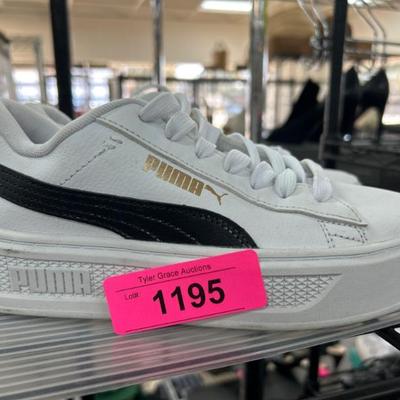 PUMA
PUMA
Tyler Grace Auctions
Lot#:
1195